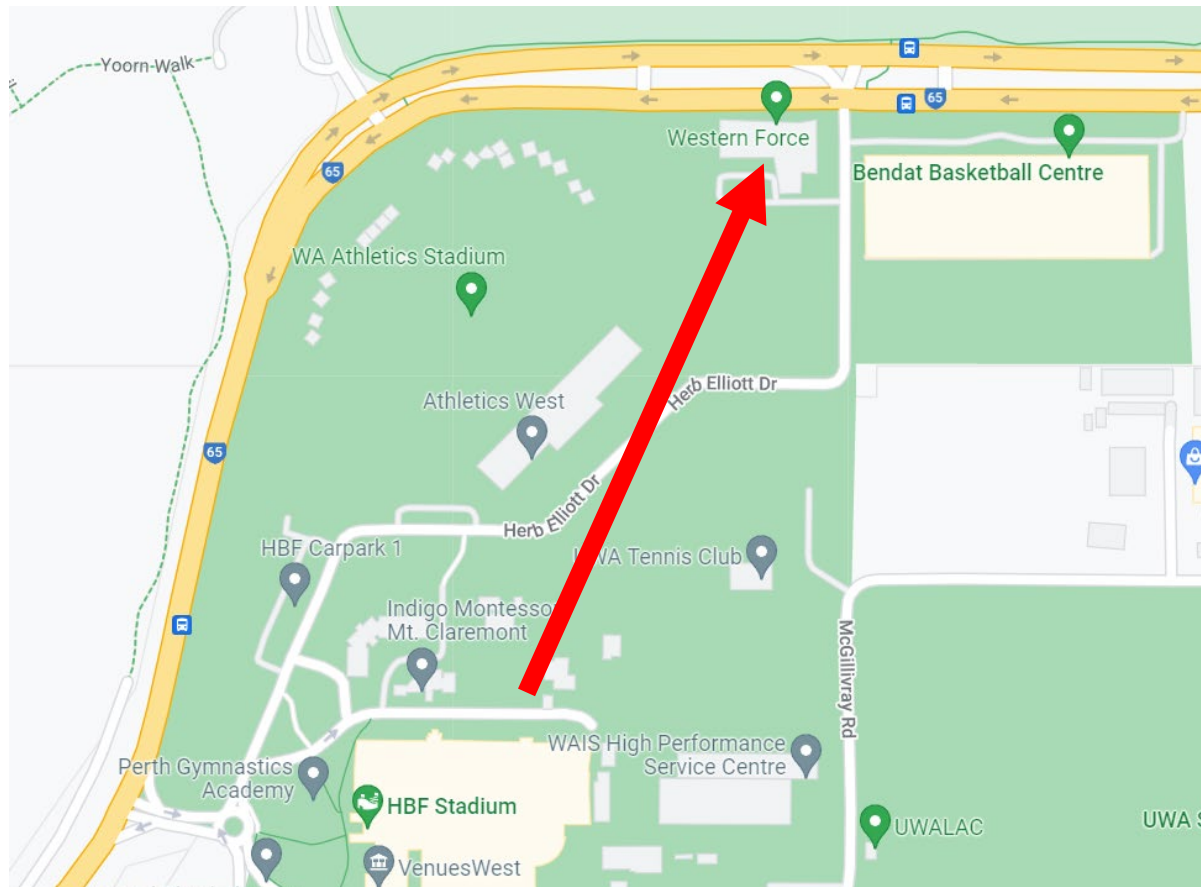 Yoorn Walk
65
Western Force
65
Bendat Basketball Centre
WA Athletics Stadium
Herb Elliott Dr
Athletics West
65
Herb Elliott Dr
HBF Carpark 1
Tennis Club
Indigo
Mt. Claremont
McGillivray Rd
WAIS High Performance
Service Centre
Perth Gymnastics
Academy
HBF Stadium
UWALAC
UWA
VenuesWest